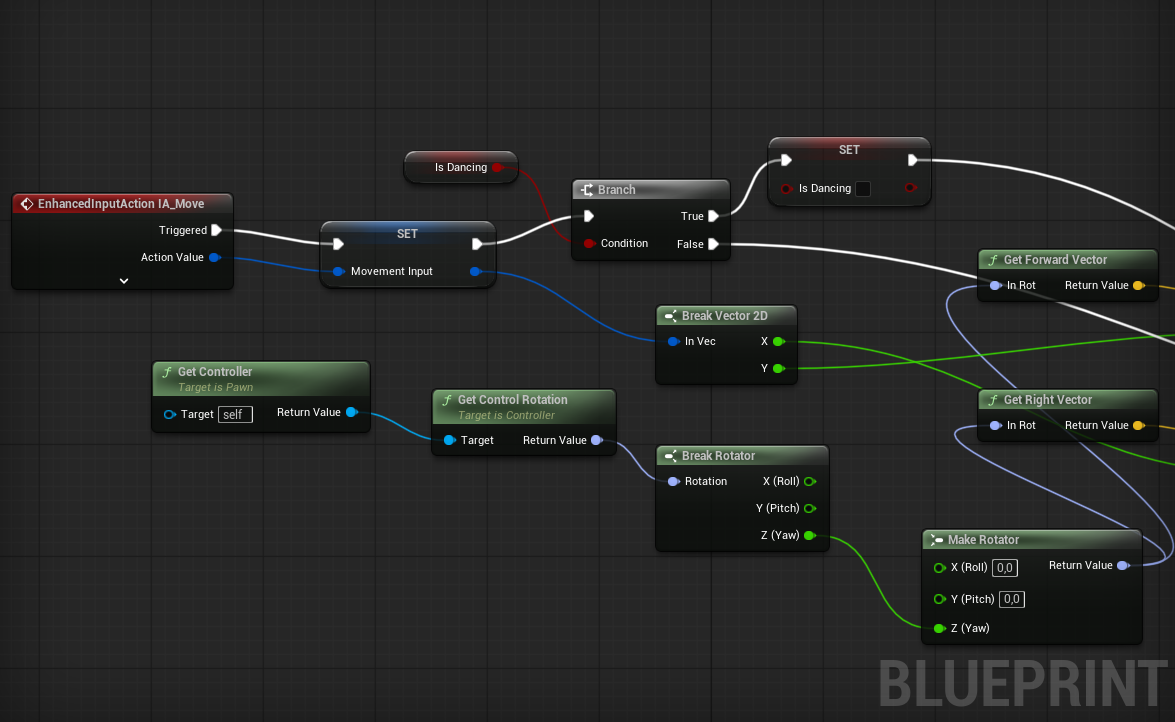 SET
Is Dancing
Is Dancing
Branch
True
Condition
False
EnhancedInputAction IA_Move
Triggered
Action Value
SET
Movement Input
Get Forward Vector
In Rot
Return Value
Break Vector 2D
In Vec
X
Y
Get Controller
Target is Pawn
Target
self
Return Value
Get Control Rotation
Target is Controller
Target
Return Value
Get Right Vector
In Rot
Return Value
Break Rotator
Rotation
X (Roll)
Y (Pitch)
Z (Yaw)
Make Rotator
X (Roll) 0,0
Return Value
Y (Pitch) 0,0
Z (Yaw)
BLUEPRINT